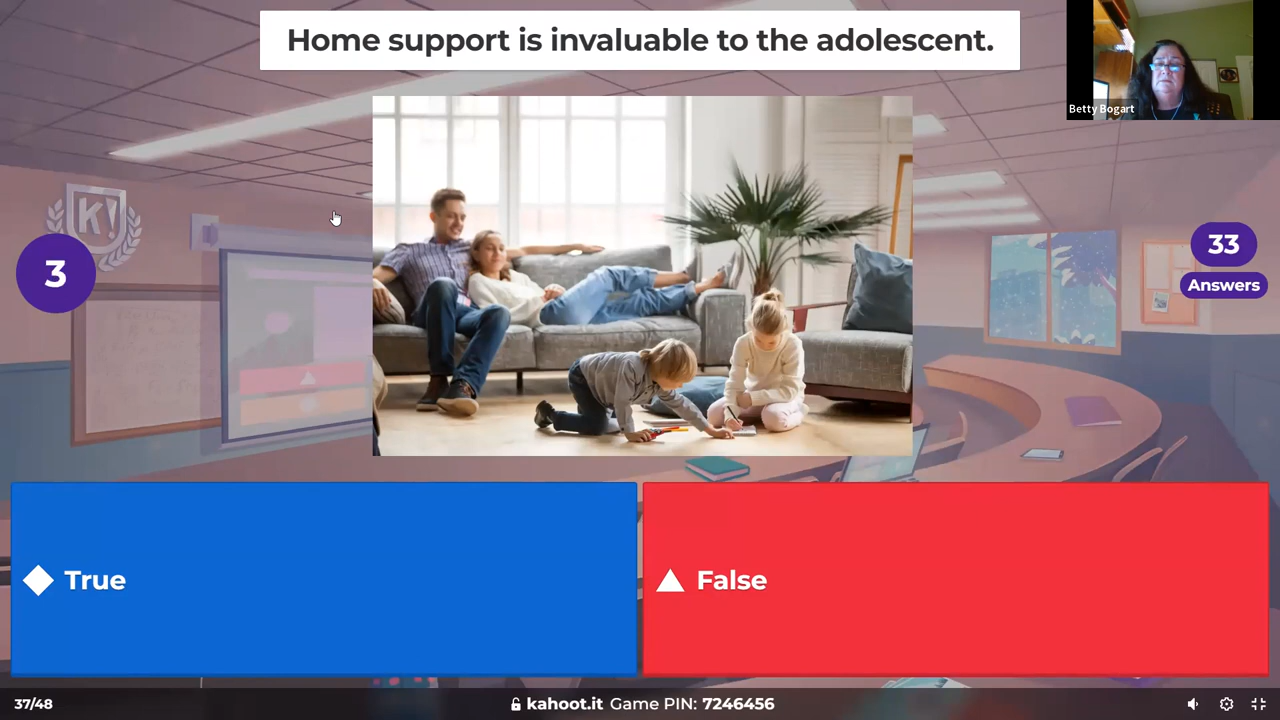 Home support is invaluable to the adolescent.
Betty Bogart
K!
3
33
Answers
True
False
37/48
kahoot.it Game PIN: 7246456